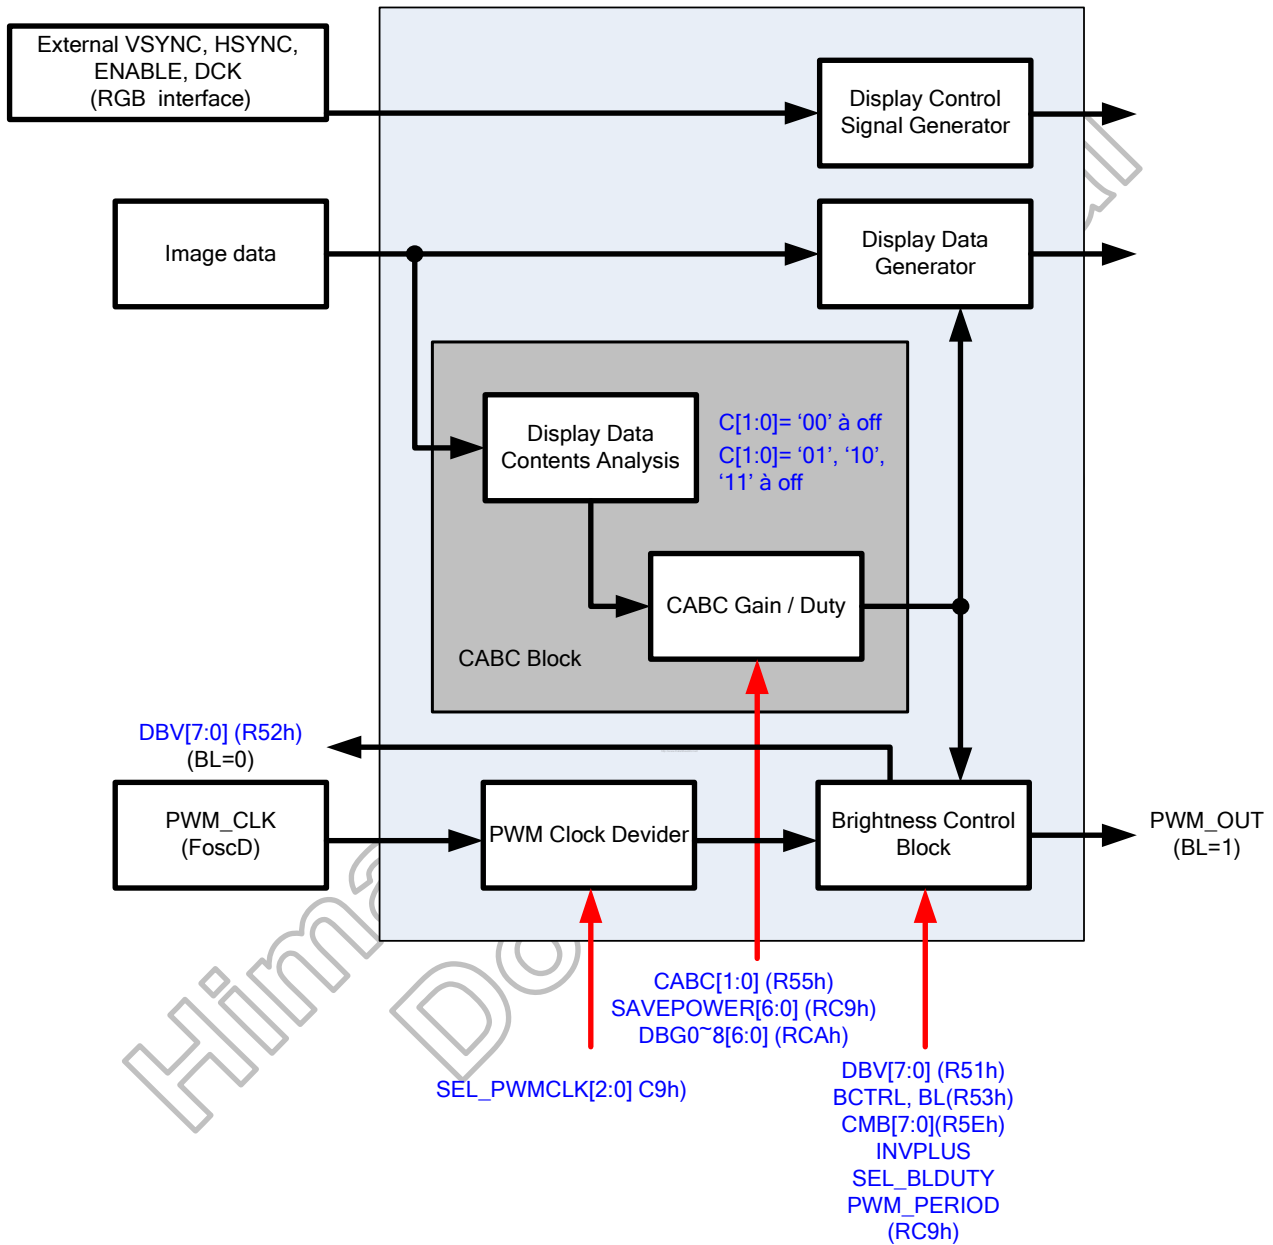 External VSYNC, HSYNC,
ENABLE, DCK
(RGB interface)
Display Control
Signal Generator
Image data
Display Data
Generator
Display Data
Contents Analysis
C[1:0]= ‘00’ à off
C[1:0]= ‘01’, ‘10’,
‘11’ à off
CABC Gain / Duty
CABC Block
DBV[7:0] (R52h)
(BL=0)
PWM_CLK
(FoscD)
PWM Clock Devider
Brightness Control
Block
PWM_OUT
(BL=1)
CABC[1:0] (R55h)
SAVEPOWER[6:0] (RC9h)
DBG0~8[6:0] (RCAh)
SEL_PWMCLK[2:0] C9h)
DBV[7:0] (R51h)
BCTRL, BL(R53h)
CMB[7:0](R5Eh)
INVPLUS
SEL_BLDUTY
PWM_PERIOD
(RC9h)